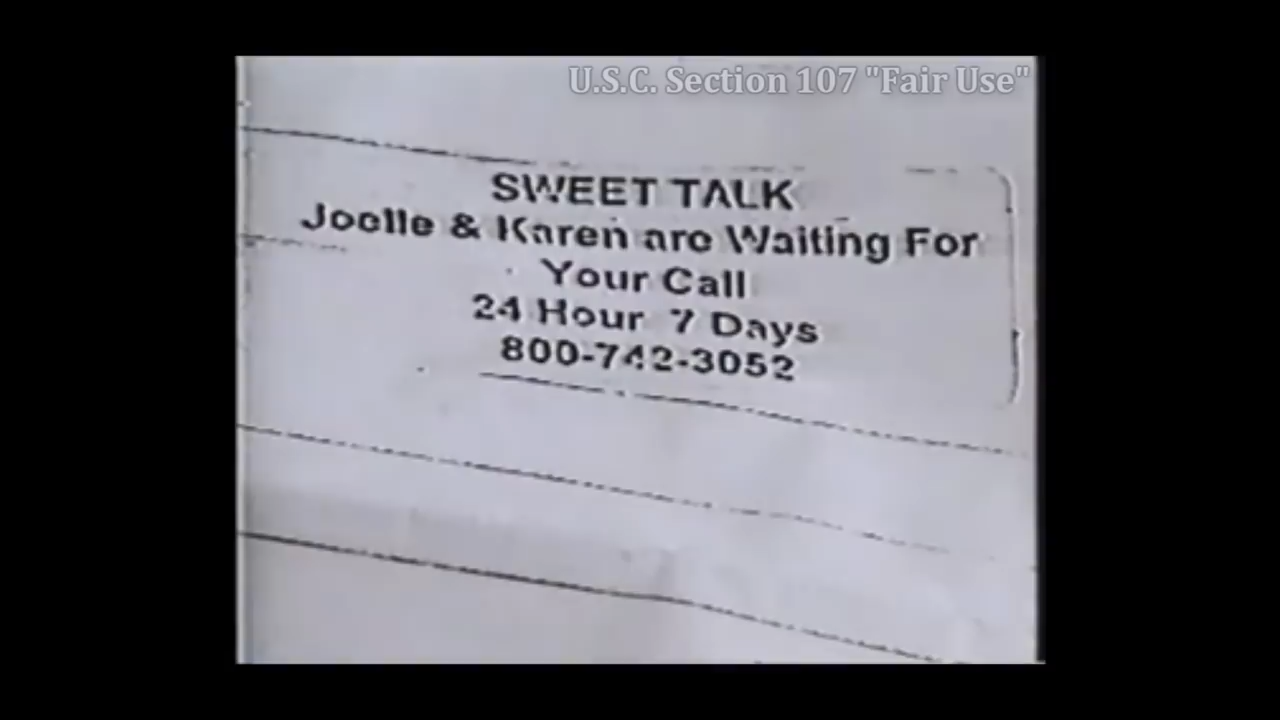 U.S.C. Section 107 "Fair Use"
SWEET TALK
Joelle & Karen are Waiting For
Your Call
24 Hour 7 Days
800-742-3052